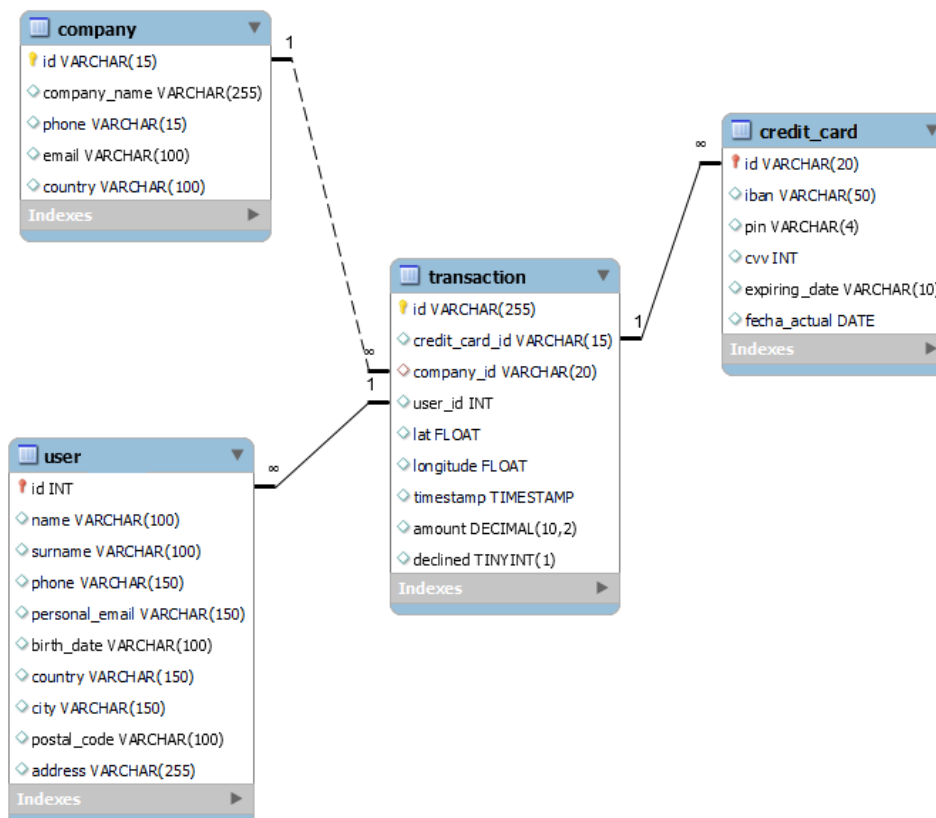 company
id VARCHAR(15)
company_name VARCHAR(255)
phone VARCHAR(15)
email VARCHAR(100)
country VARCHAR(100)
Indexes
1
∞
credit_card
id VARCHAR(20)
iban VARCHAR(50)
pin VARCHAR(4)
cvv INT
expiring_date VARCHAR(10)
fecha_actual DATE
Indexes
∞
1
transaction
id VARCHAR(255)
credit_card_id VARCHAR(15)
company_id VARCHAR(20)
user_id INT
lat FLOAT
longitude FLOAT
timestamp TIMESTAMP
amount DECIMAL(10,2)
declined TINYINT(1)
Indexes
1
∞
user
id INT
name VARCHAR(100)
surname VARCHAR(100)
phone VARCHAR(150)
personal_email VARCHAR(150)
birth_date VARCHAR(100)
country VARCHAR(150)
city VARCHAR(150)
postal_code VARCHAR(100)
address VARCHAR(255)
Indexes